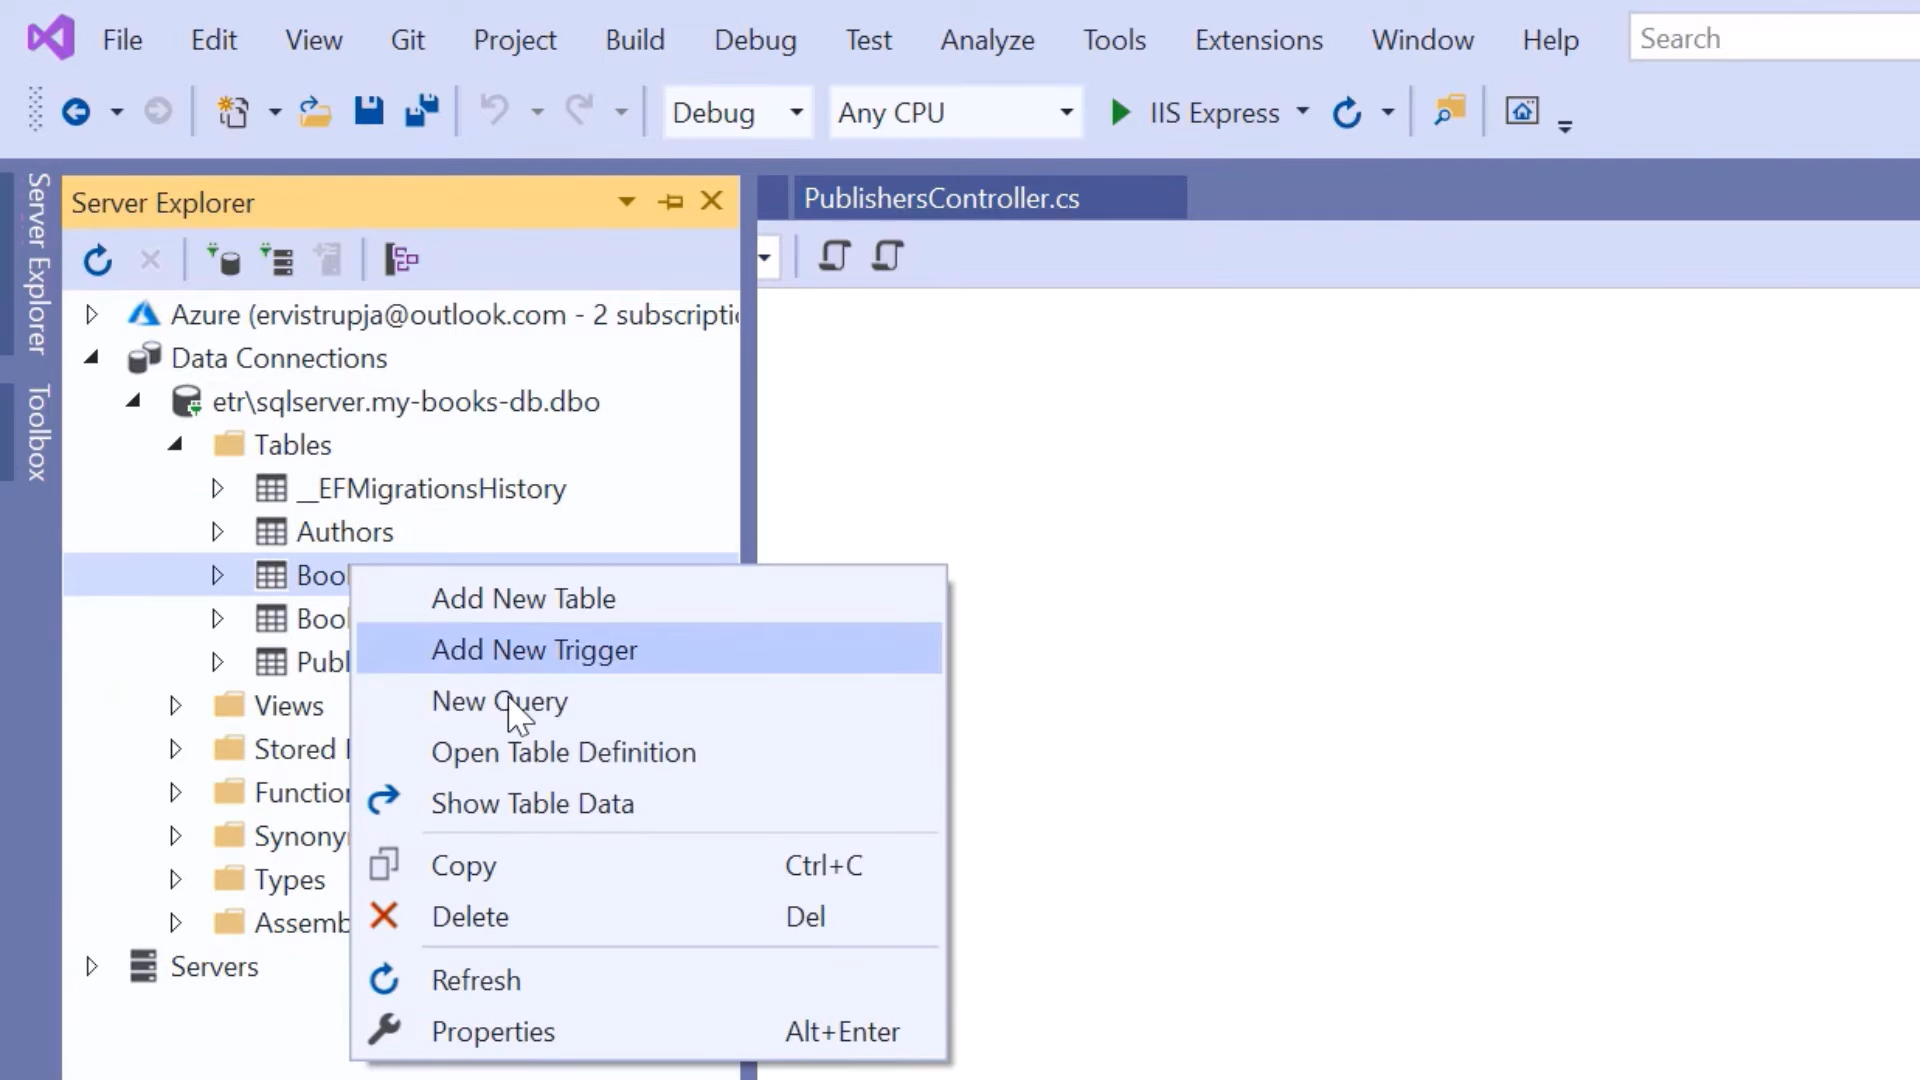 File Edit View Git Project Build Debug Test Analyze Tools Extensions Window Help Search
Debug Any CPU IIS Express
Server Explorer
Toolbox
Server Explorer
PublishersController.cs
Azure (ervistrupja@outlook.com - 2 subscripti
Data Connections
etr\sqlserver.my-books-db.dbo
Tables
__EFMigrationsHistory
Authors
Boo
Boo
Publ
Views
Stored
Function
Synony
Types
Assemb
Servers
Add New Table
Add New Trigger
New Query
Open Table Definition
Show Table Data
Copy Ctrl+C
Delete Del
Refresh
Properties Alt+Enter